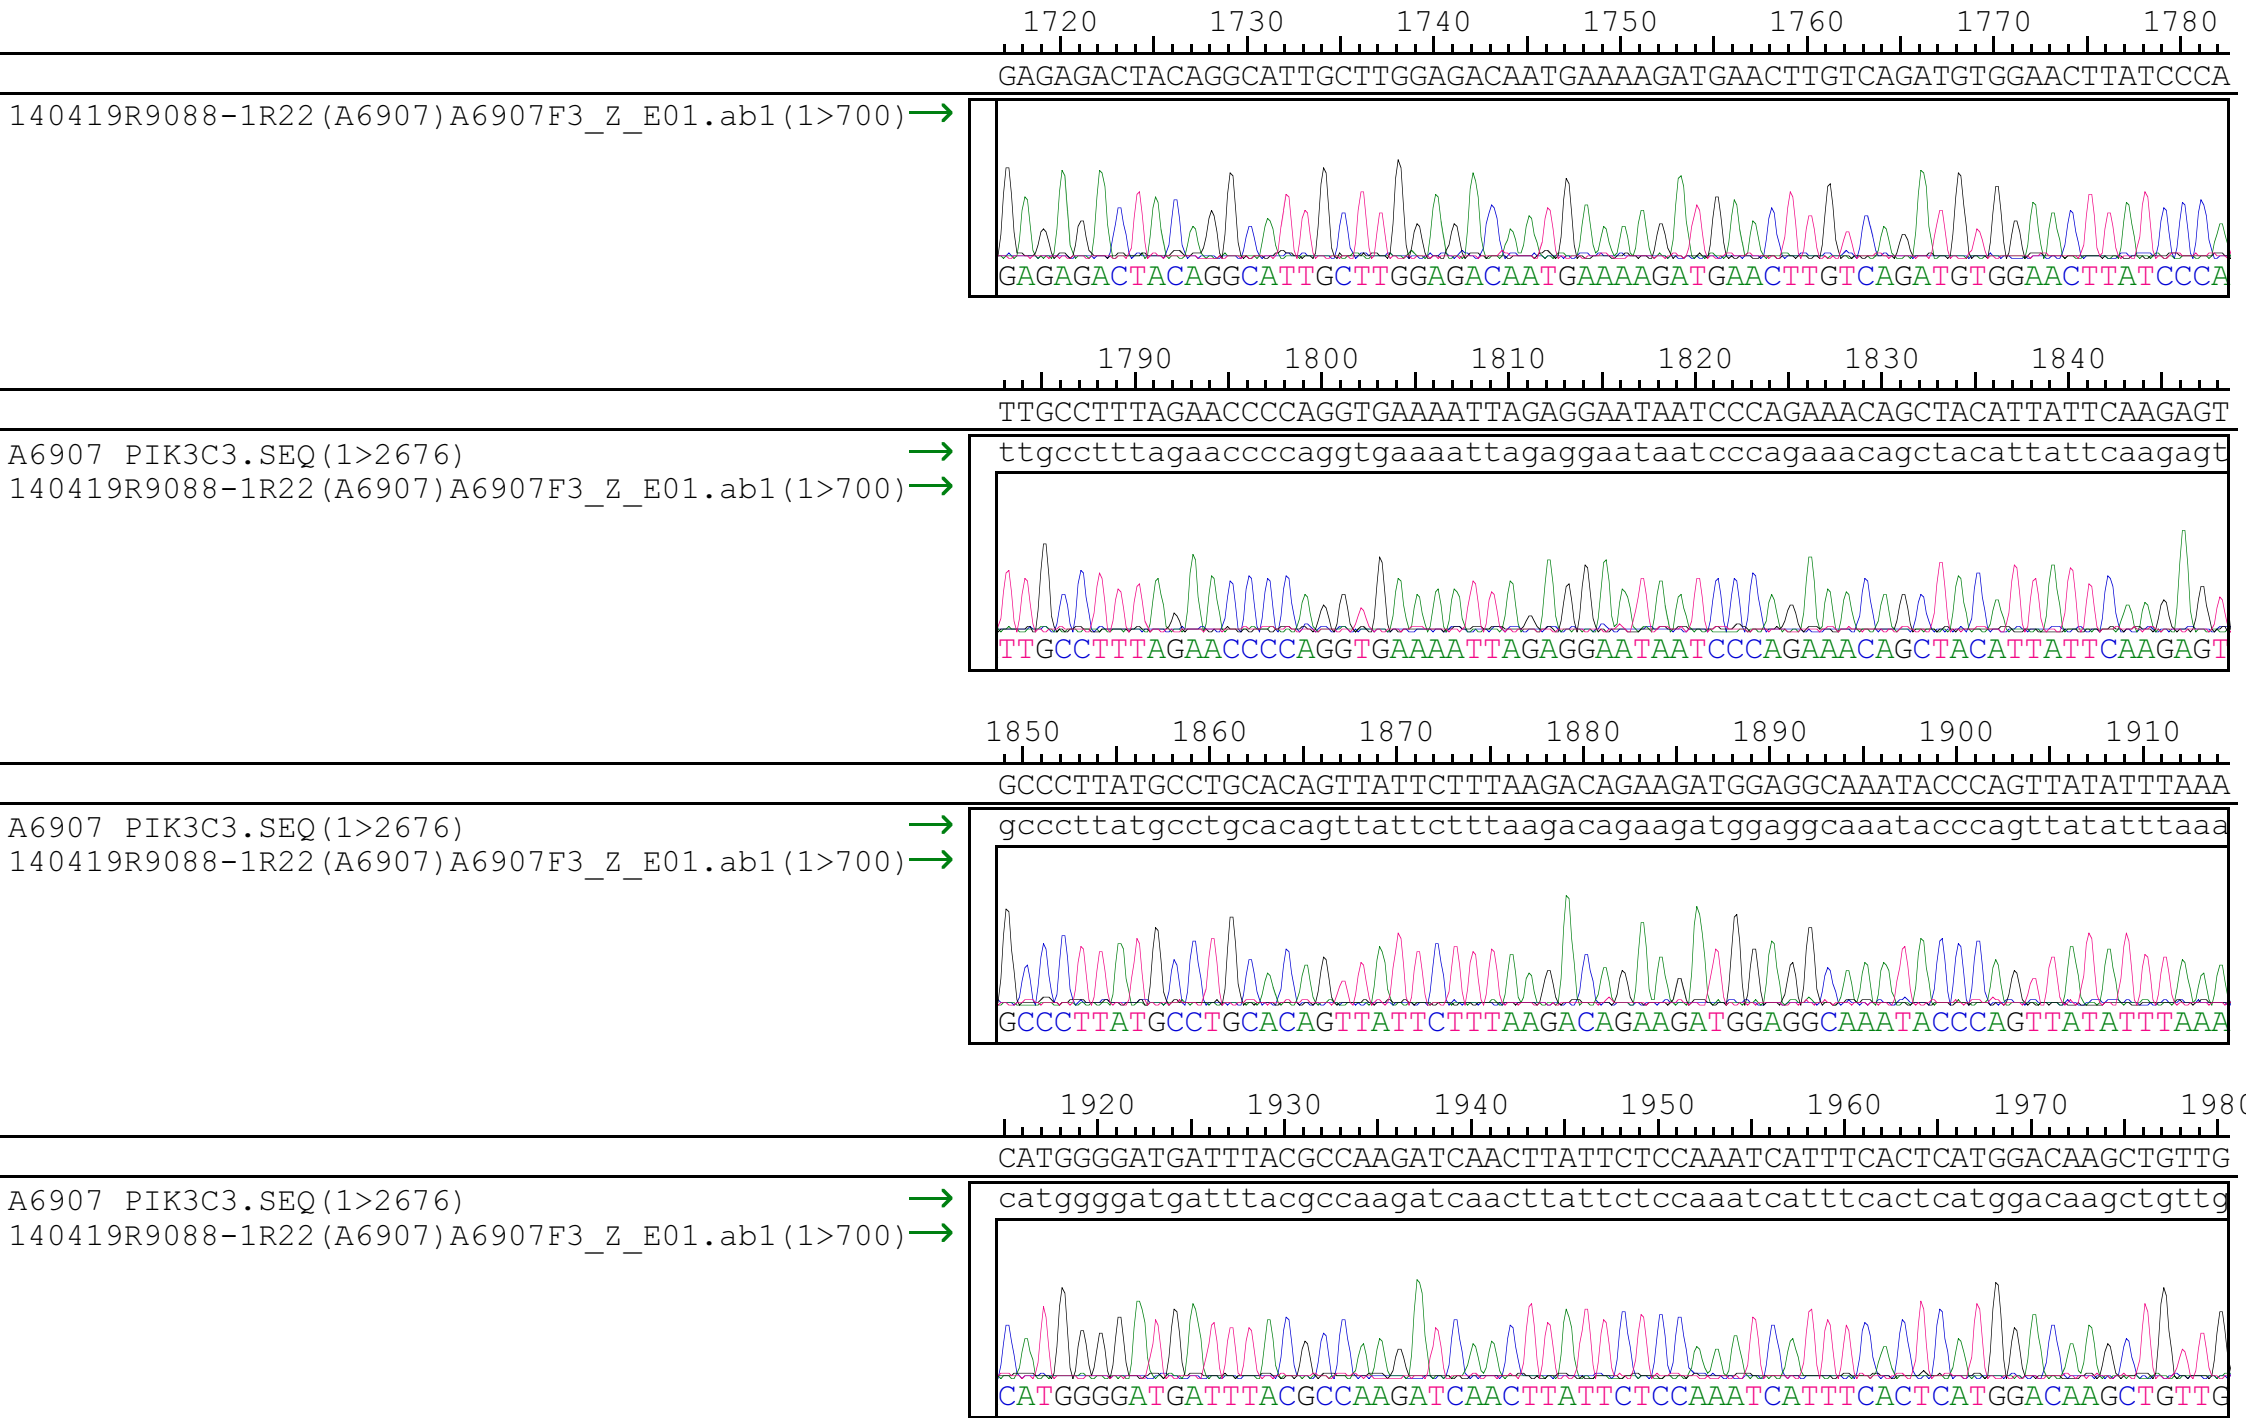 1720 1730 1740 1750 1760 1770 1780
GAGAGACTACAGGCATTGCTTGGAGACAATGAAAAGATGAACTTGTCAGATGTGGAACTTATCCCA
140419R9088-1R22(A6907)A6907F3_Z_E01.ab1(1>700)→
GAGAGACTACAGGCATTGCTTGGAGACAATGAAAAGATGAACTTGTCAGATGTGGAACTTATCCCA
1790 1800 1810 1820 1830 1840
TTGCCTTTAGAACCCCAGGTGAAAATTAGAGGAATAATCCCAGAAACAGCTACATTATTCAAGAGT
A6907 PIK3C3.SEQ(1>2676) → ttgcctttagaaccccaggtgaaaattagaggaataatcccagaaacagctacattattcaagagt
140419R9088-1R22(A6907)A6907F3_Z_E01.ab1(1>700)→
TTGCCTTTAGAACCCCAGGTGAAAATTAGAGGAATAATCCCAGAAACAGCTACATTATTCAAGAGT
1850 1860 1870 1880 1890 1900 1910
GCCCTTATGCCTGCACAGTTATTCTTTAAGACAGAAGATGGAGGCAAATACCCAGTTATATTTAAA
A6907 PIK3C3.SEQ(1>2676) → gcccttatgcctgcacagttattctttaagacagaagatggaggcaaatacccagttatatttaaa
140419R9088-1R22(A6907)A6907F3_Z_E01.ab1(1>700)→
GCCCTTATGCCTGCACAGTTATTCTTTAAGACAGAAGATGGAGGCAAATACCCAGTTATATTTAAA
1920 1930 1940 1950 1960 1970 1980
CATGGGGATGATTTACGCCAAGATCAACTTATTCTCCAAATCATTTCACTCATGGACAAGCTGTTG
A6907 PIK3C3.SEQ(1>2676) → catggggatgatttacgccaagatcaacttattctccaaatcatttcactcatggacaagctgttg
140419R9088-1R22(A6907)A6907F3_Z_E01.ab1(1>700)→
CATGGGGATGATTTACGCCAAGATCAACTTATTCTCCAAATCATTTCACTCATGGACAAGCTGTTG